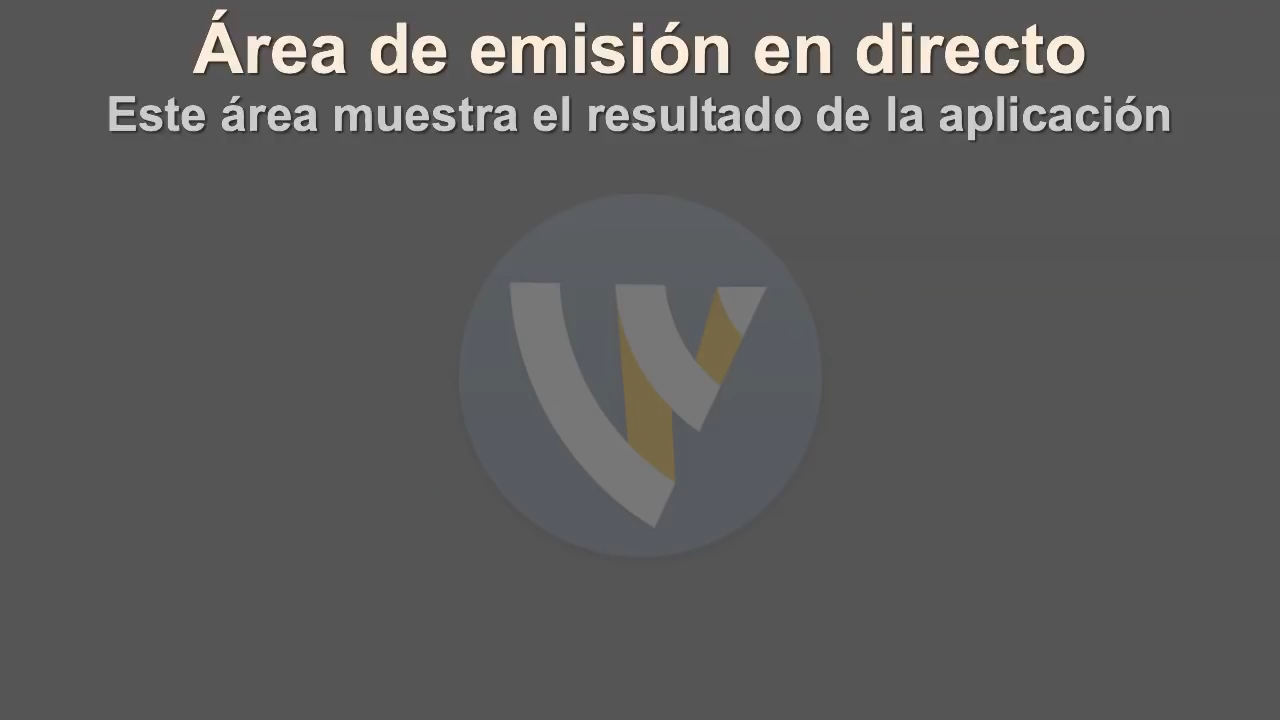 Área de emisión en directo
Este área muestra el resultado de la aplicación